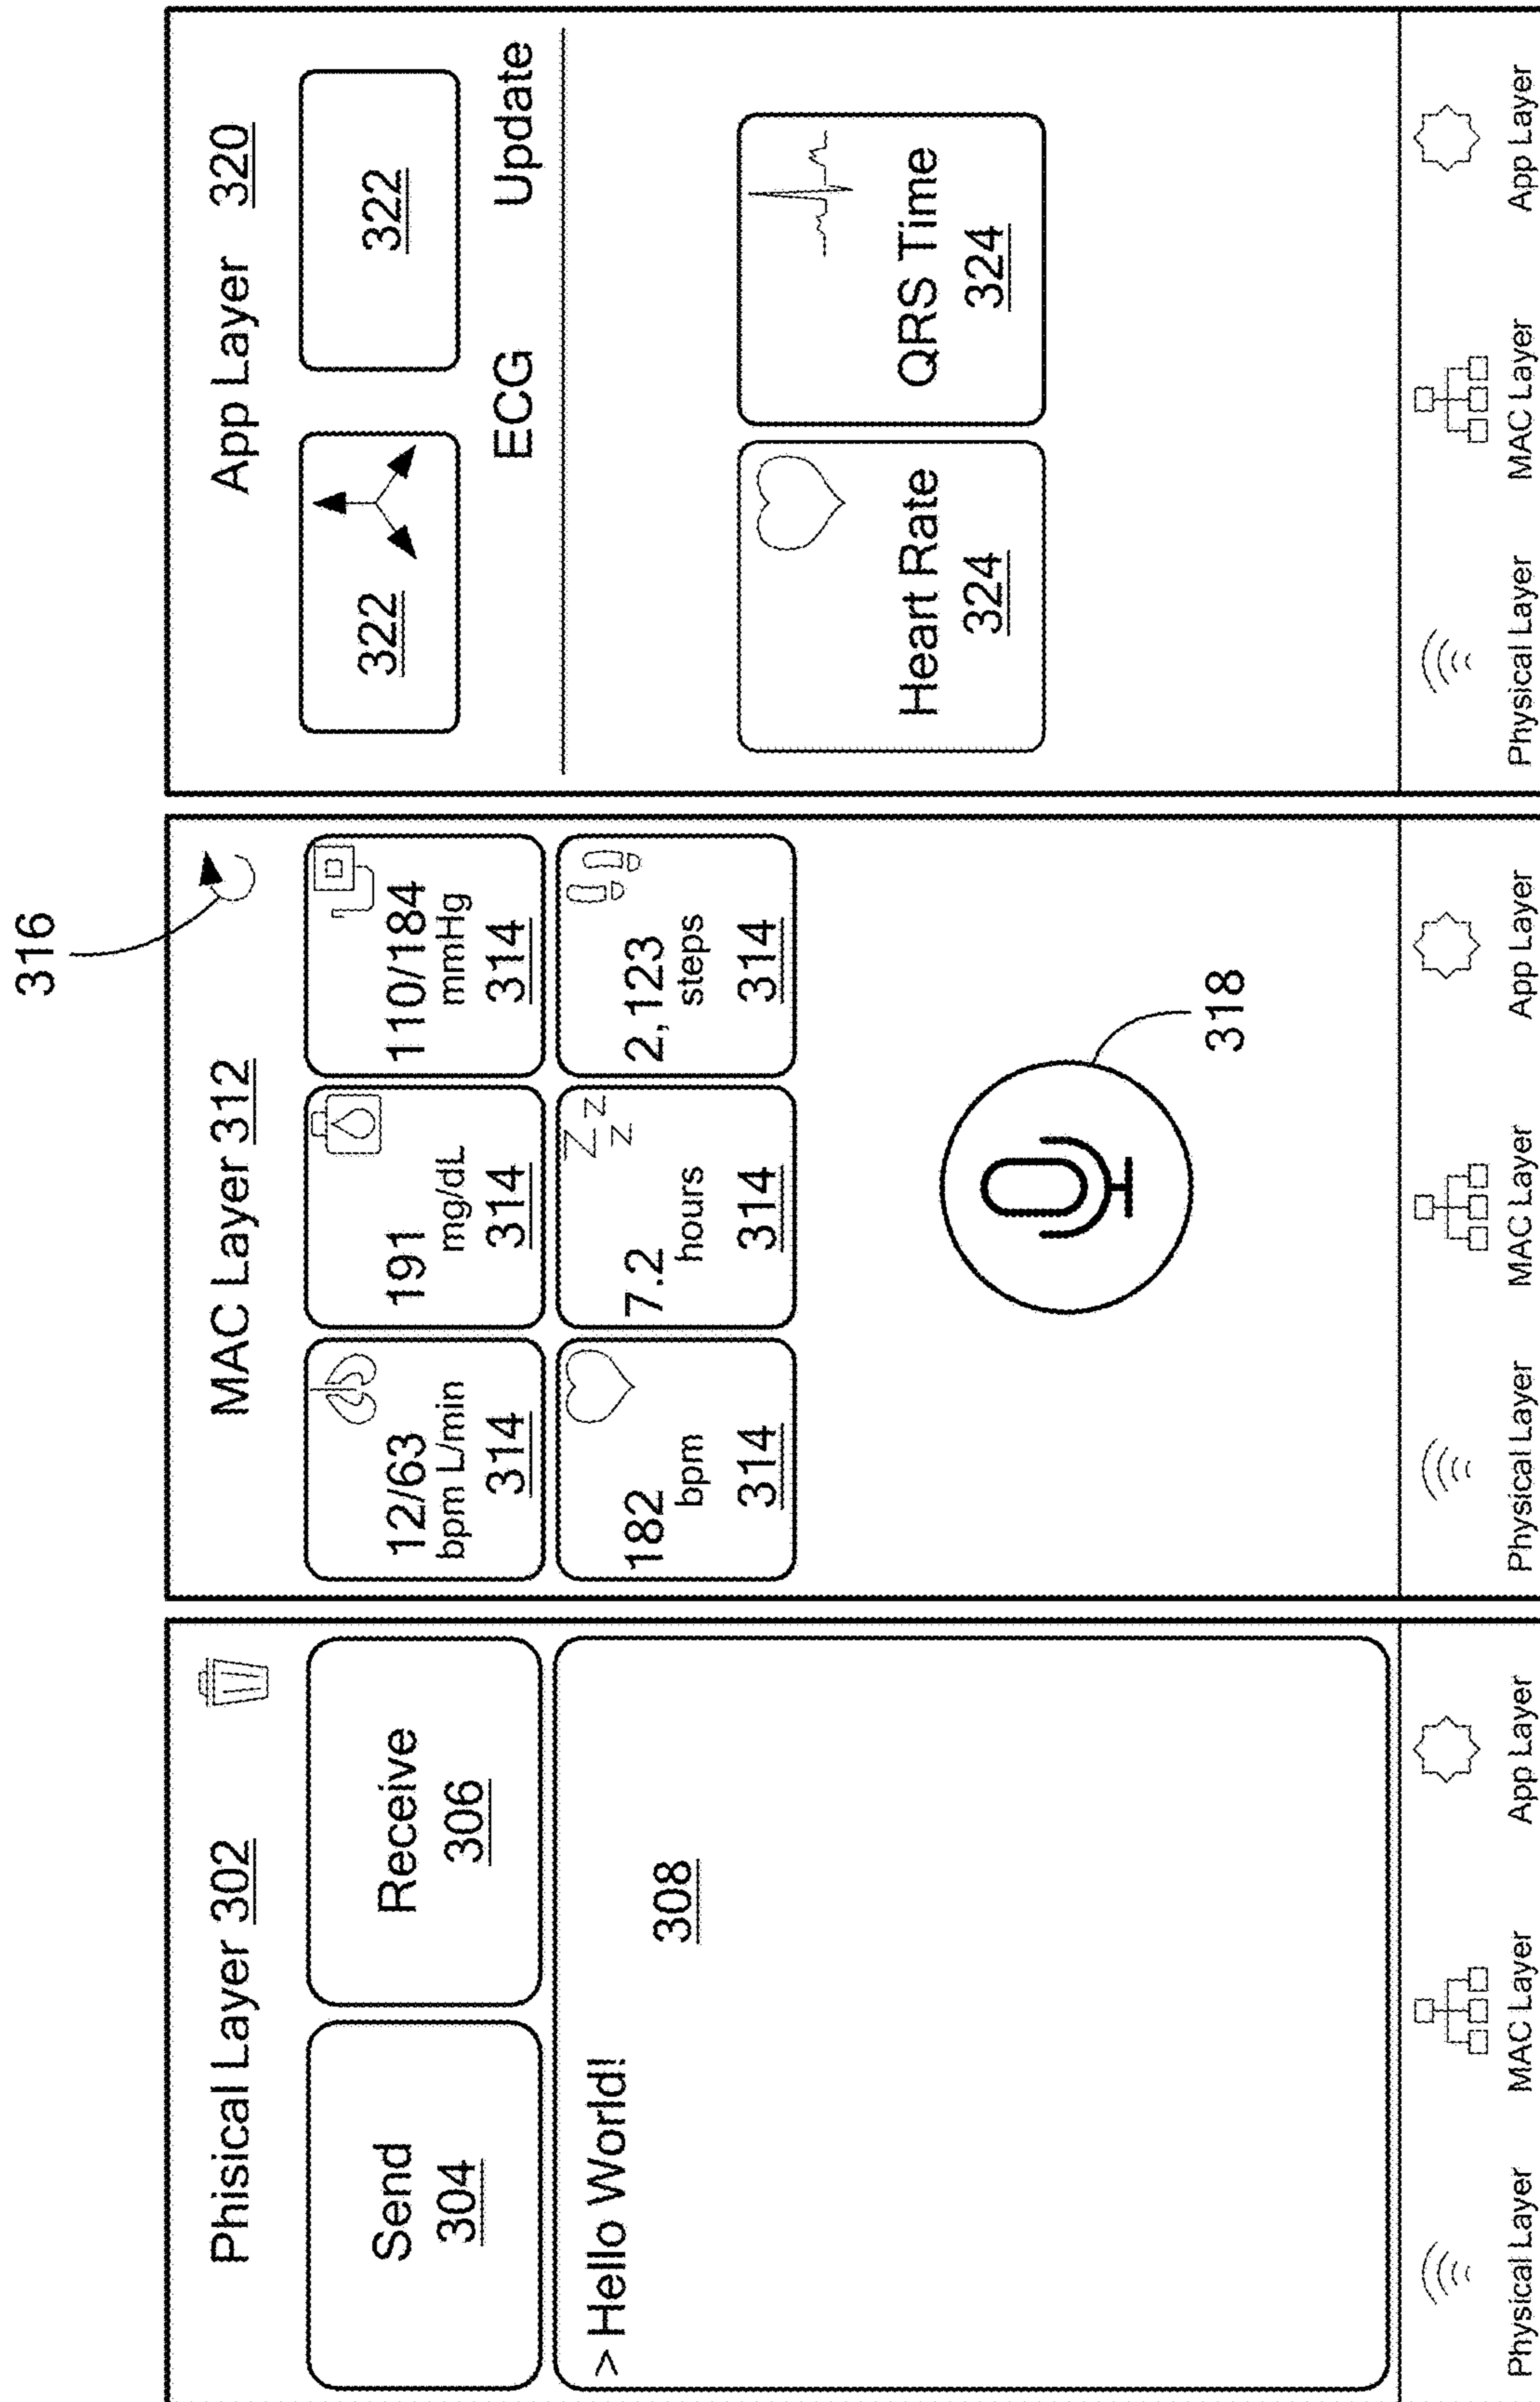 Phisical Layer 302
Send
304
Receive
306
> Hello World!
308
Physical Layer
MAC Layer
App Layer
316
MAC Layer 312
12/63
bpm L/min
314
191
mg/dL
314
110/184
mmHg
314
182
bpm
314
7.2
hours
314
2,123
steps
314
Zzz
318
Physical Layer
MAC Layer
App Layer
App Layer 320
322
322
ECG
Update
Heart Rate
324
QRS Time
324
Physical Layer
MAC Layer
App Layer